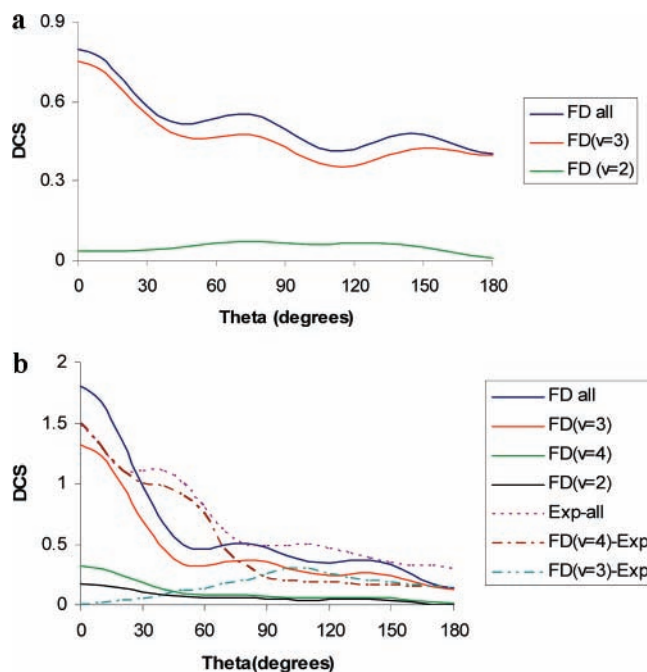 a
0.9
0.6
0.3
0
DCS
0 30 60 90 120 150 180
Theta (degrees)
FD all
FD(v=3)
FD (v=2)
b
2
1.5
1
0.5
0
DCS
0 30 60 90 120 150 180
Theta(degrees)
FD all
FD(v=3)
FD(v=4)
FD(v=2)
Exp-all
FD(v=4)-Exp
FD(v=3)-Exp